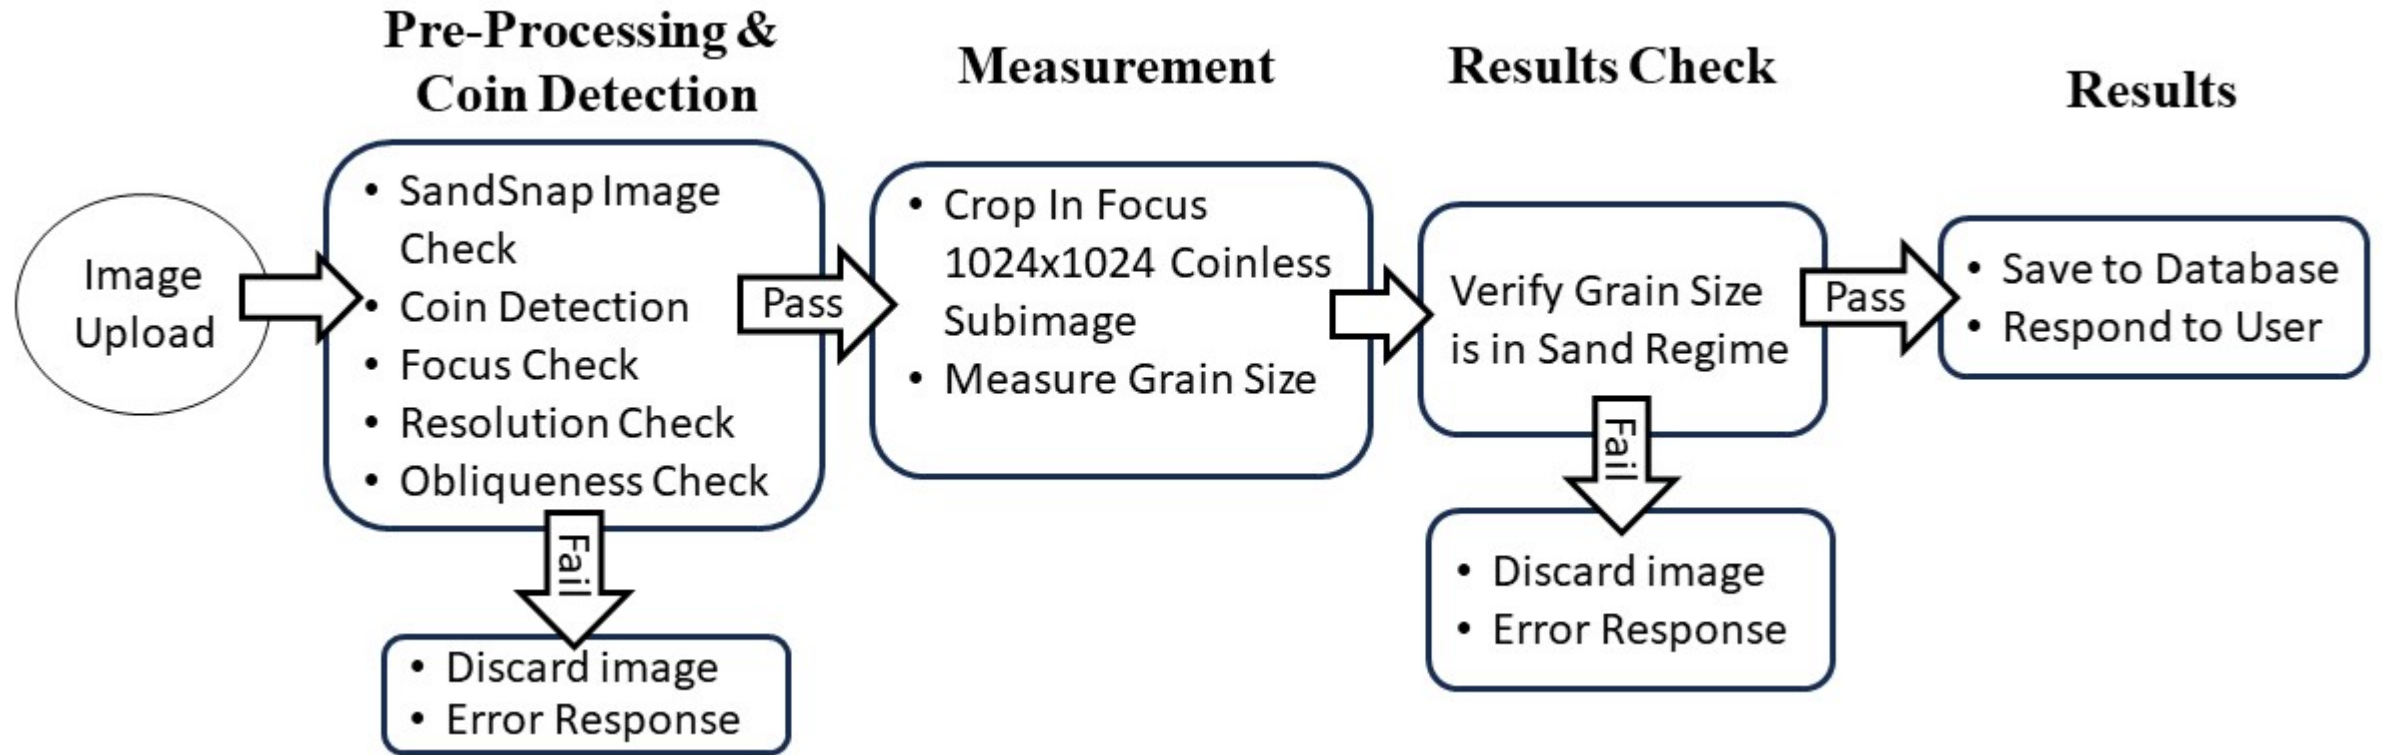 Pre-Processing &
Coin Detection
Measurement
Results Check
Results
Image
Upload
• SandSnap Image
Check
• Coin Detection
• Focus Check
• Resolution Check
• Obliqueness Check
Pass
Fail
• Discard image
• Error Response
• Crop In Focus
1024x1024 Coinless
Subimage
• Measure Grain Size
Verify Grain Size
is in Sand Regime
Pass
Fail
• Discard image
• Error Response
• Save to Database
• Respond to User